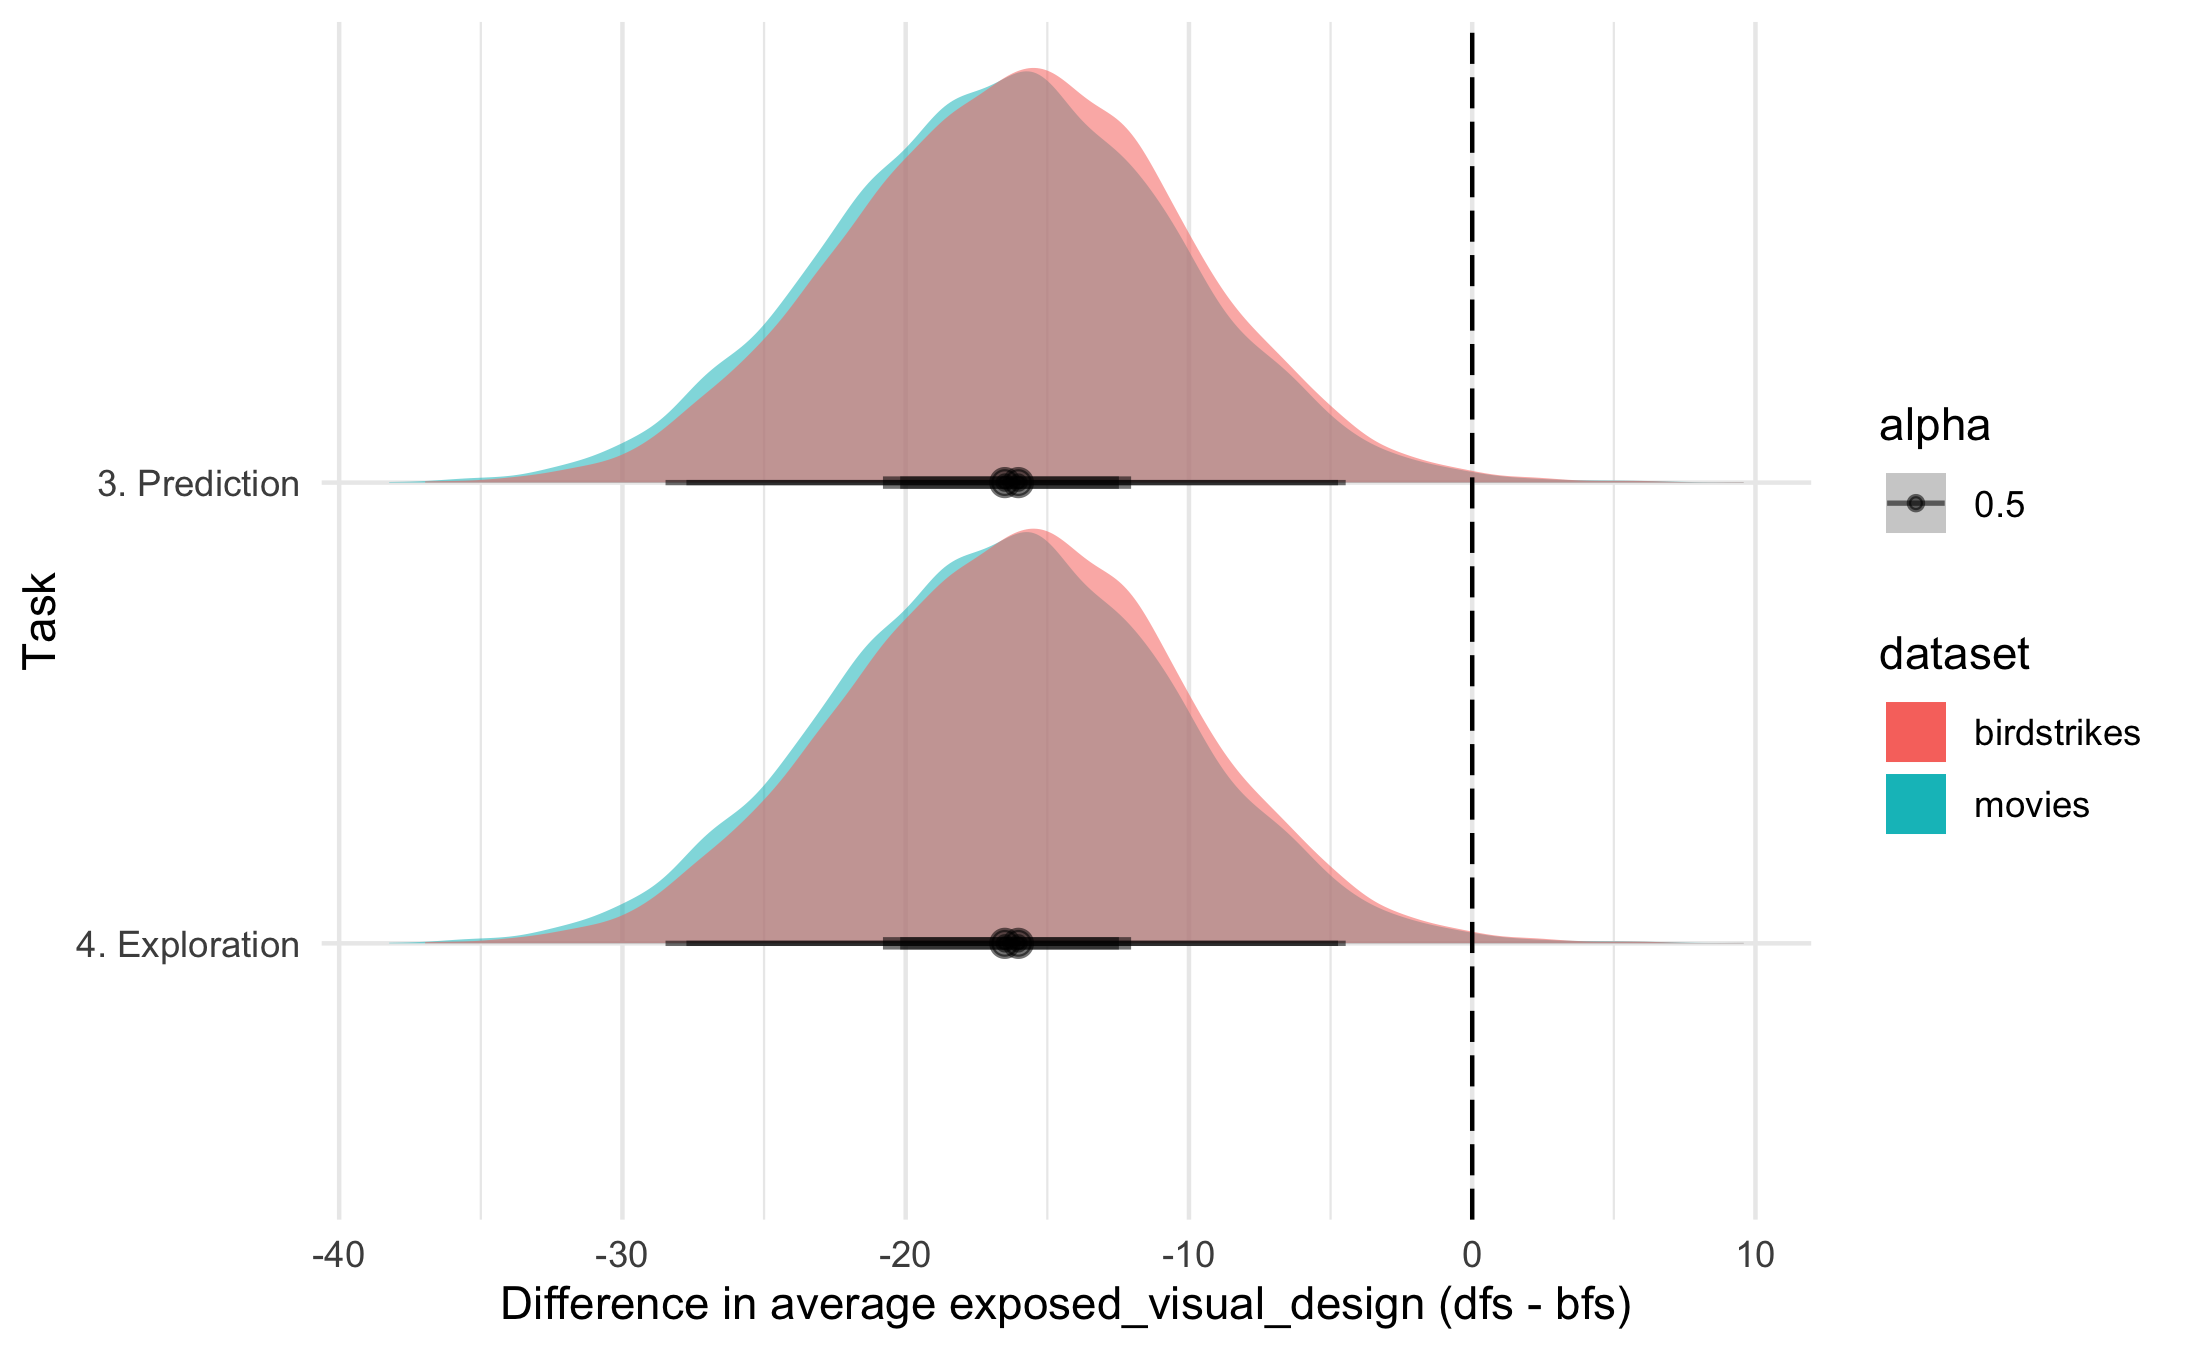 3. Prediction
4. Exploration
Task
-40
-30
-20
-10
0
10
Difference in average exposed_visual_design (dfs - bfs)
alpha
0.5
dataset
birdstrikes
movies